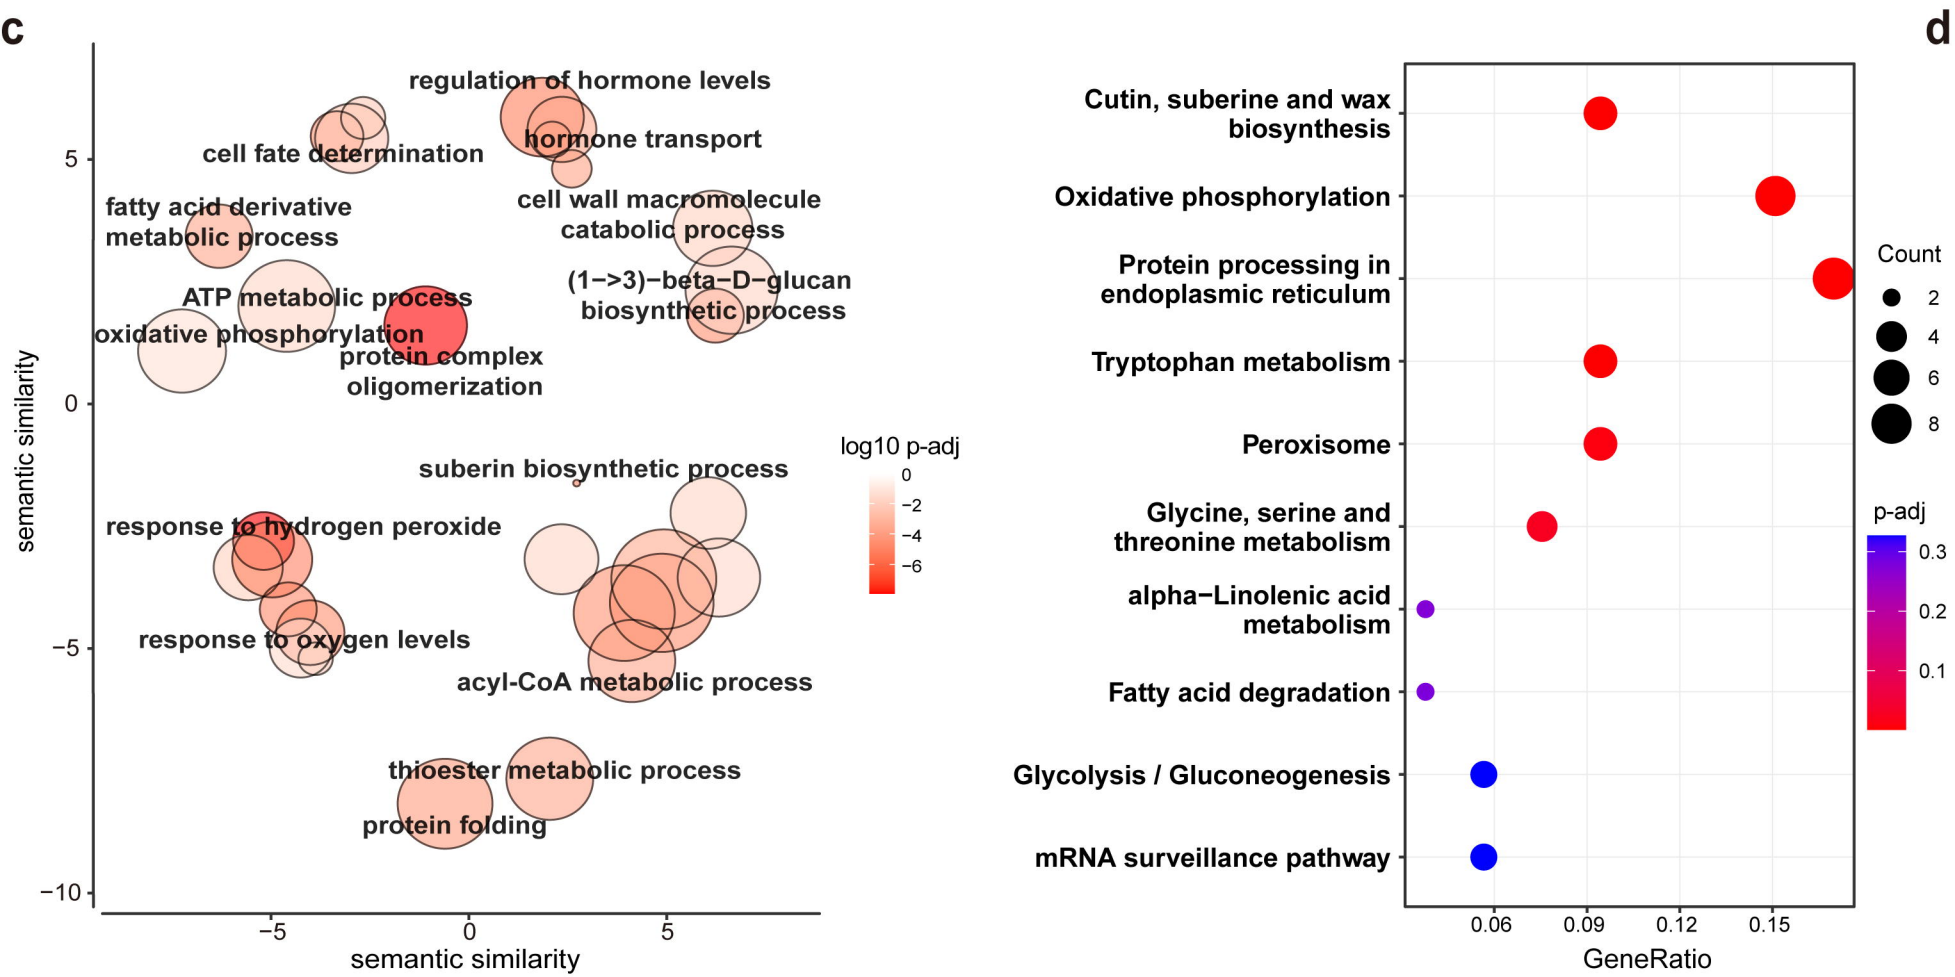 c
regulation of hormone levels
hormone transport
cell fate determination
fatty acid derivative
metabolic process
cell wall macromolecule
catabolic process
(1−>3)−beta−D−glucan
biosynthetic process
ATP metabolic process
oxidative phosphorylation
protein complex
oligomerization
suberin biosynthetic process
response to hydrogen peroxide
response to oxygen levels
acyl-CoA metabolic process
thioester metabolic process
protein folding
semantic similarity
5
0
−5
−10
−5
0
5
semantic similarity
log10 p-adj
0
−2
−4
−6
d
Cutin, suberine and wax
biosynthesis
Oxidative phosphorylation
Protein processing in
endoplasmic reticulum
Tryptophan metabolism
Peroxisome
Glycine, serine and
threonine metabolism
alpha−Linolenic acid
metabolism
Fatty acid degradation
Glycolysis / Gluconeogenesis
mRNA surveillance pathway
0.06
0.09
0.12
0.15
GeneRatio
Count
2
4
6
8
p-adj
0.3
0.2
0.1